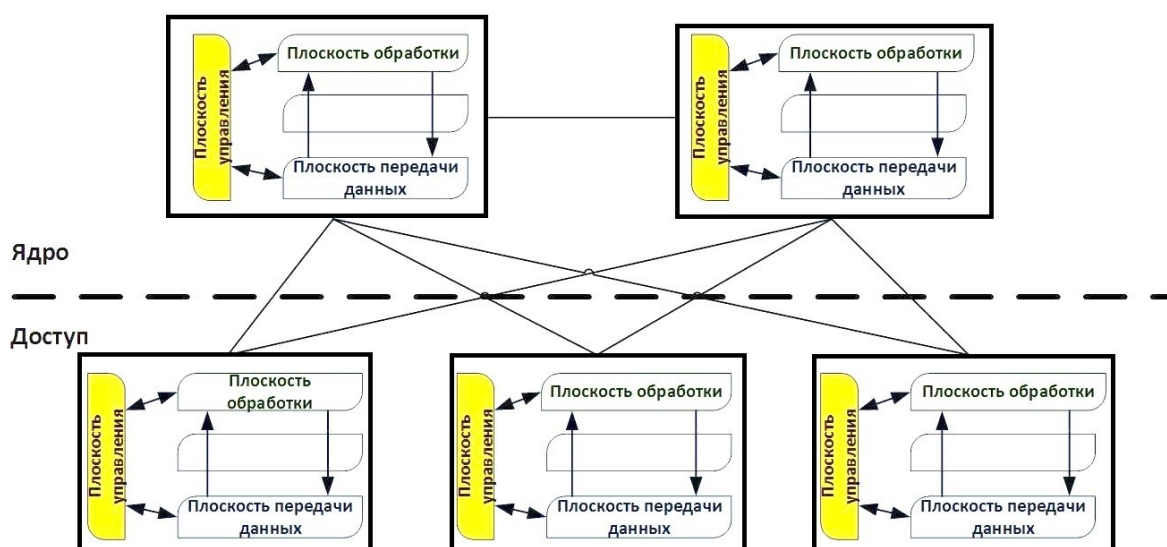 Плоскость
управления
Плоскость обработки
Плоскость передачи
данных
Плоскость
управления
Плоскость обработки
Плоскость передачи
данных
Ядро
Доступ
Плоскость
управления
Плоскость
обработки
Плоскость передачи
данных
Плоскость
управления
Плоскость обработки
Плоскость передачи
данных
Плоскость
управления
Плоскость обработки
Плоскость передачи
данных